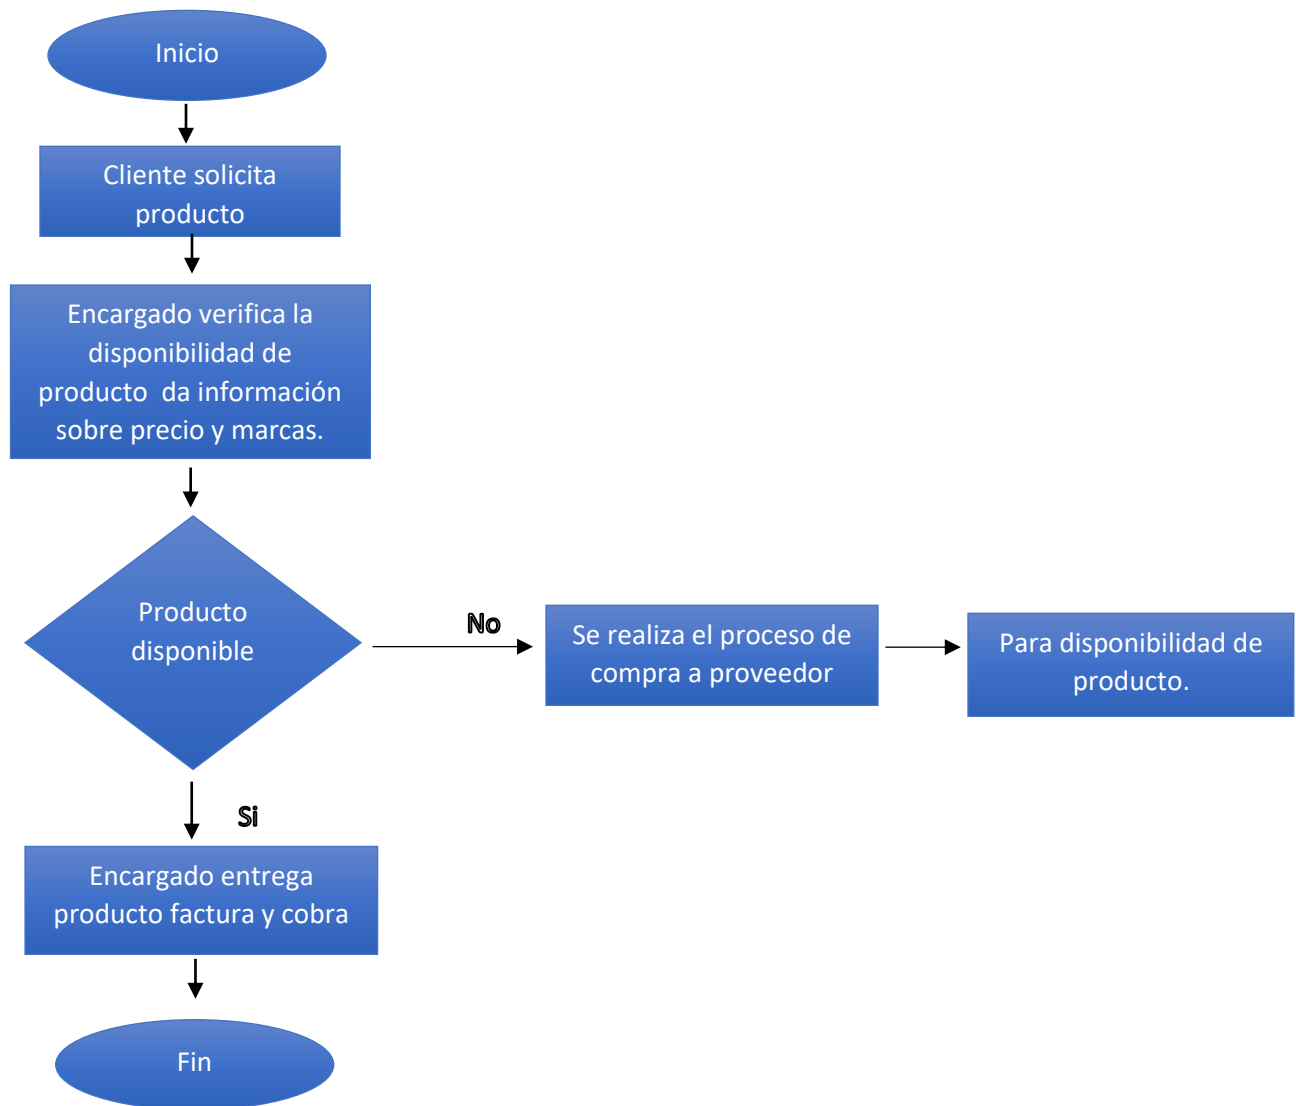 Inicio
Cliente solicita
producto
Encargado verifica la
disponibilidad de
producto  da información
sobre precio y marcas.
Producto
disponible
No
Se realiza el proceso de
compra a proveedor
Para disponibilidad de
producto.
Si
Encargado entrega
producto factura y cobra
Fin